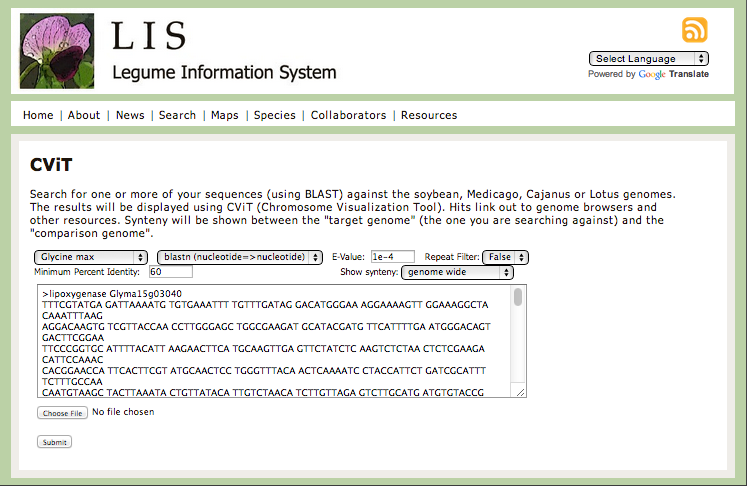 LIS
Legume Information System
Select Language
Powered by Google Translate
Home | About | News | Search | Maps | Species | Collaborators | Resources
CViT
Search for one or more of your sequences (using BLAST) against the soybean, Medicago, Cajanus or Lotus genomes.
The results will be displayed using CViT (Chromosome Visualization Tool). Hits link out to genome browsers and
other resources. Synteny will be shown between the "target genome" (the one you are searching against) and the
"comparison genome".
Glycine max blastn (nucleotide=>nucleotide) E-Value: 1e-4 Repeat Filter: False
Minimum Percent Identity: 60 Show synteny: genome wide
>lipoxygenase Glyma15g03040
TTTCGTATGA GATTAAAATG TGTGAAATTT TGTTTGATAG GACATGGGAA AGGAAAAGTT GGAAAGGCTA
CAAATTTAAG
AGGACAAGTG TCGTTACCAA CCTTGGGAGC TGGCGAAGAT GCATACGATG TTCATTTTGA ATGGGACAGT
GACTTCGGAA
TTCCCGGTGC ATTTTACATT AAGAACTTCA TGCAAGTTGA GTTCTATCTC AAGTCTCTAA CTCTCGAAGA
CATTCCAAAC
CACGGAACCA TTCACTTCGT ATGCAACTCC TGGGTTTACA ACTCAAAATC CTACCATTCT GATCGCATTT
TCTTTGCCAA
CAATGTAAGC TACTTAAATA CTGTTATACA TTGTCTAACA TCTTGTTAGA GTCTTGCATG ATGTGTACCG
Choose File No file chosen
Submit